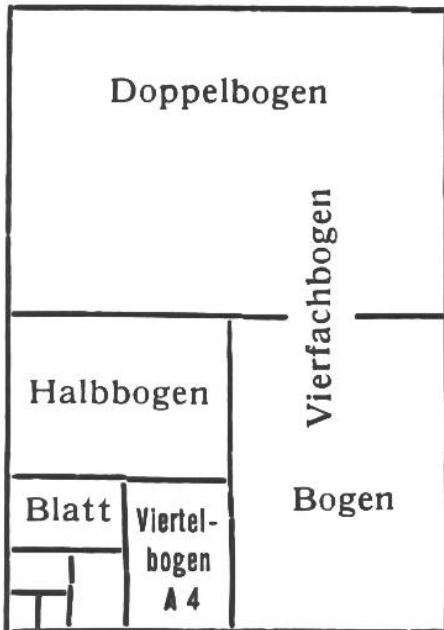 Doppelbogen
Vierfachbogen
Halbbogen
Bogen
Blatt
Viertel-
bogen
A 4